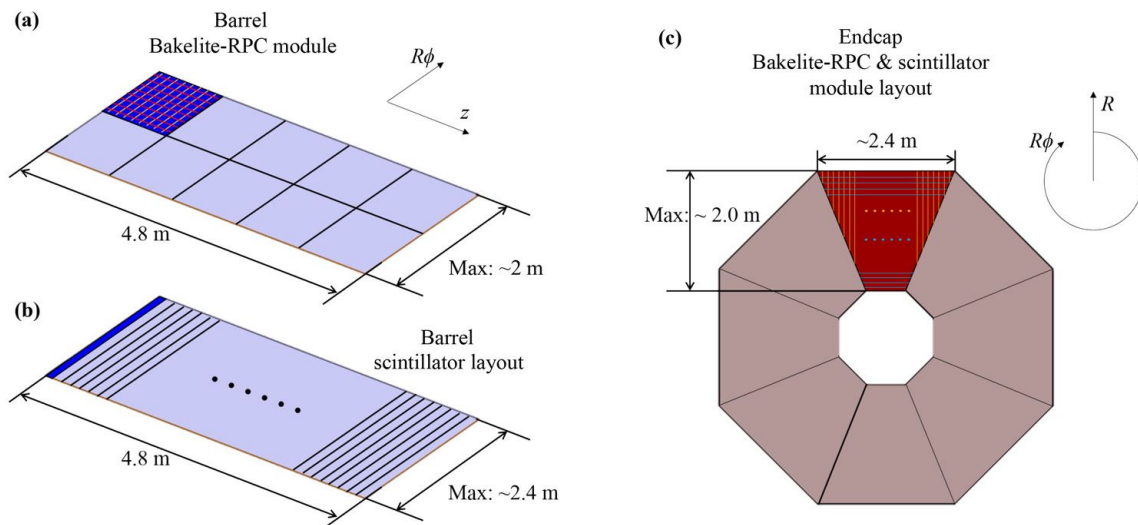 (a)
Barrel
Bakelite-RPC module
Rϕ
z
4.8 m
Max: ~2 m
(b)
Barrel
scintillator layout
4.8 m
Max: ~2.4 m
(c)
Endcap
Bakelite-RPC & scintillator
module layout
R
Rϕ
~2.4 m
Max: ~ 2.0 m